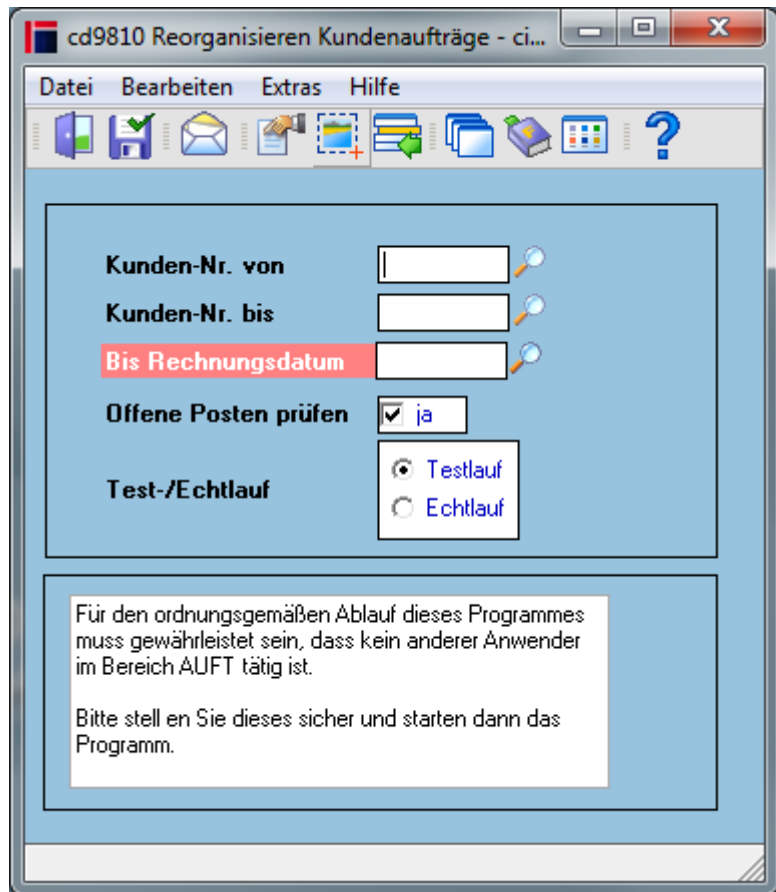 cd9810 Reorganisieren Kundenaufträge - ci...
Datei Bearbeiten Extras Hilfe
Kunden-Nr. von
Kunden-Nr. bis
Bis Rechnungsdatum
Offene Posten prüfen ja
Testlauf
Test-/Echtlauf
Echtlauf
Für den ordnungsgemäßen Ablauf dieses Programmes
muss gewährleistet sein, dass kein anderer Anwender
im Bereich AUFT tätig ist.
Bitte stell en Sie dieses sicher und starten dann das
Programm.